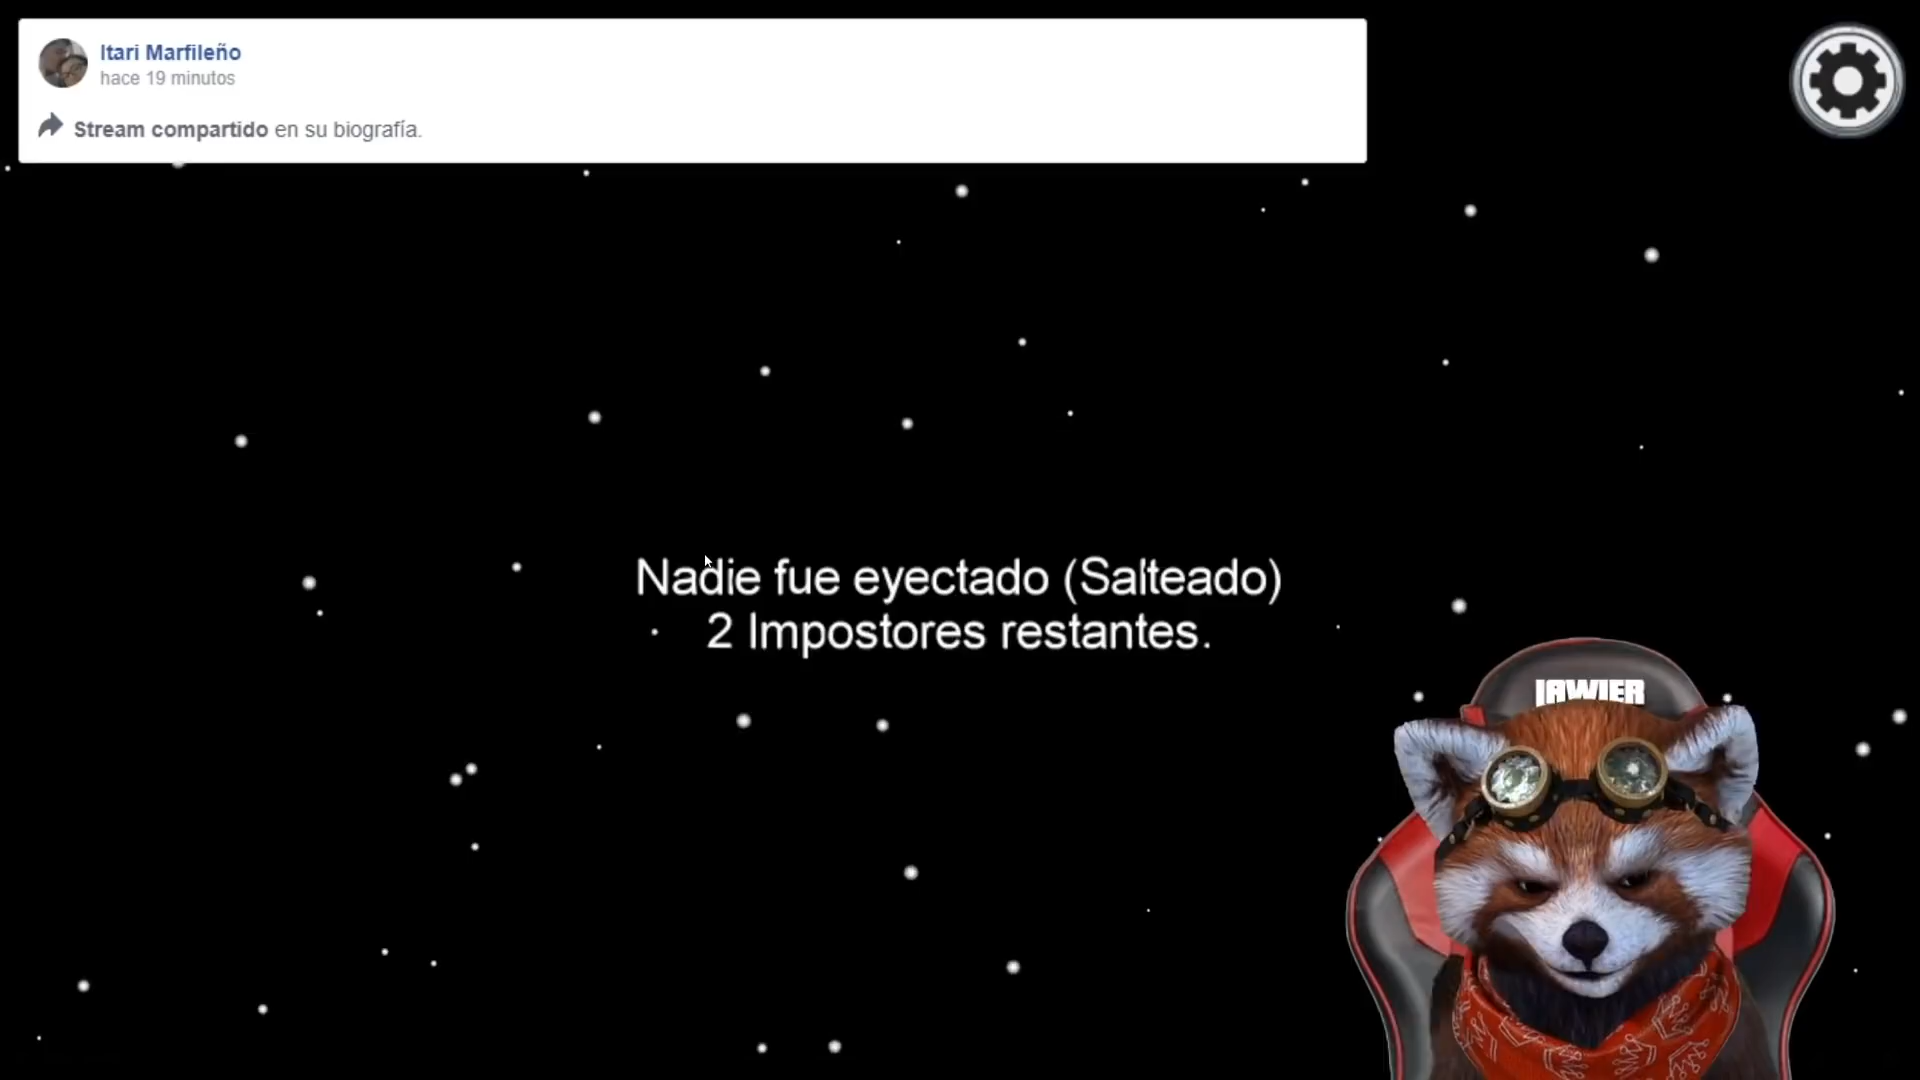 Itari Marfileño
hace 19 minutos
Stream compartido en su biografía.
Nadie fue eyectado (Salteado)
2 Impostores restantes.
JAWIER